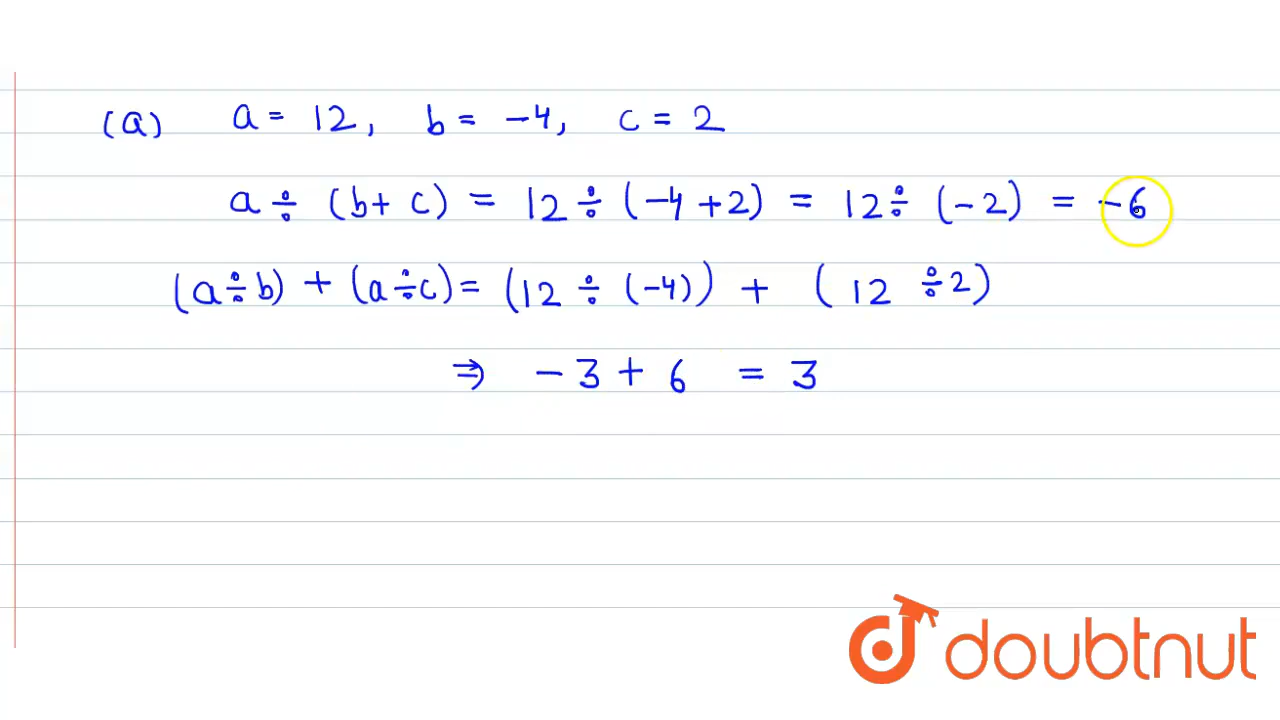 (a) a = 12, b = -4, c = 2
a ÷ (b + c) = 12 ÷ (-4 + 2) = 12 ÷ (-2) = -6
(a ÷ b) + (a ÷ c) = (12 ÷ (-4)) + (12 ÷ 2)
⇒ -3 + 6 = 3
doubtnut